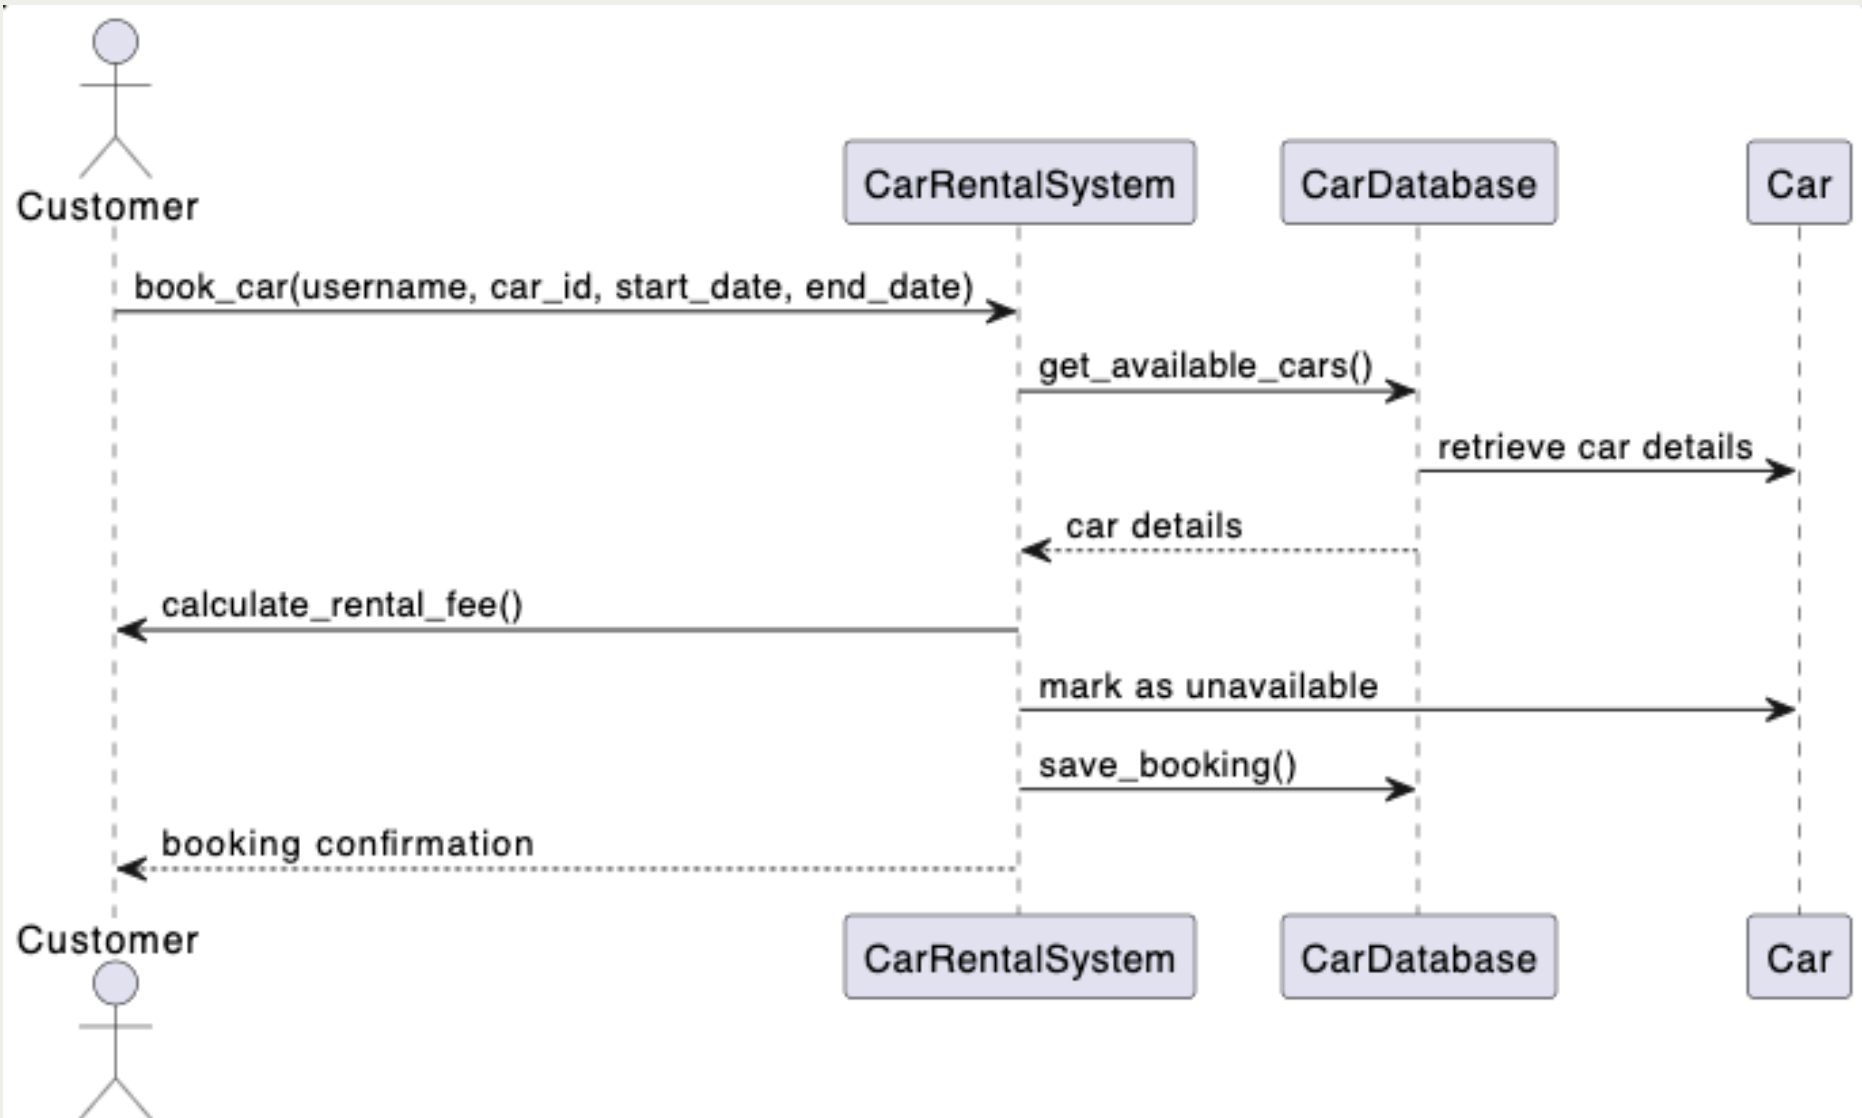 Customer
CarRentalSystem
CarDatabase
Car
book_car(username, car_id, start_date, end_date)
get_available_cars()
retrieve car details
car details
calculate_rental_fee()
mark as unavailable
save_booking()
booking confirmation
Customer
CarRentalSystem
CarDatabase
Car